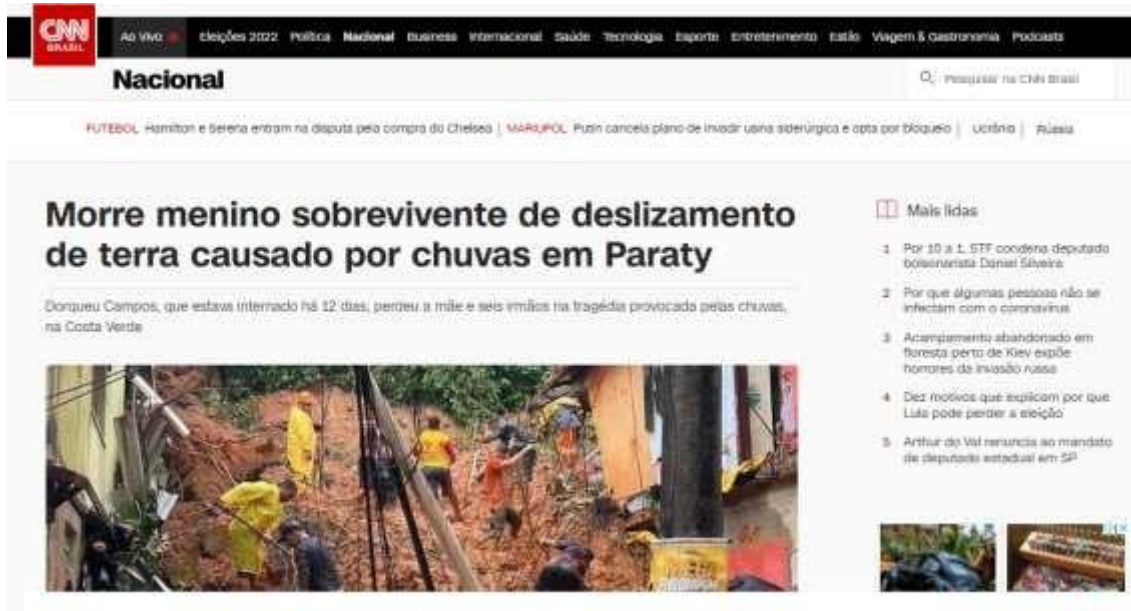 CNN
BRASIL
Ao Vivo Eleições 2022 Política Nacional Business Internacional Saúde Tecnologia Esporte Entretenimento Estilo Viagem & Gastronomia Podcasts
Nacional
Pesquisar na CNN Brasil
FUTEBOL Hamilton e Serena entram na disputa pela compra do Chelsea | MARIUPOL Putin cancela plano de invadir usina siderúrgica e opta por bloqueio | Ucrânia | Rússia
Morre menino sobrevivente de deslizamento
de terra causado por chuvas em Paraty
Dorqueu Campos, que estava internado há 12 dias, perdeu a mãe e seis irmãos na tragédia provocada pelas chuvas,
na Costa Verde
Mais lidas
1 Por 10 a 1, STF condena deputado
bolsonarista Daniel Silveira
2 Por que algumas pessoas não se
infectam com o coronavírus
3 Acampamento abandonado em
floresta perto de Kiev expõe
horrores da invasão russa
4 Dez motivos que explicam por que
Lula pode perder a eleição
5 Arthur do Val renuncia ao mandato
de deputado estadual em SP